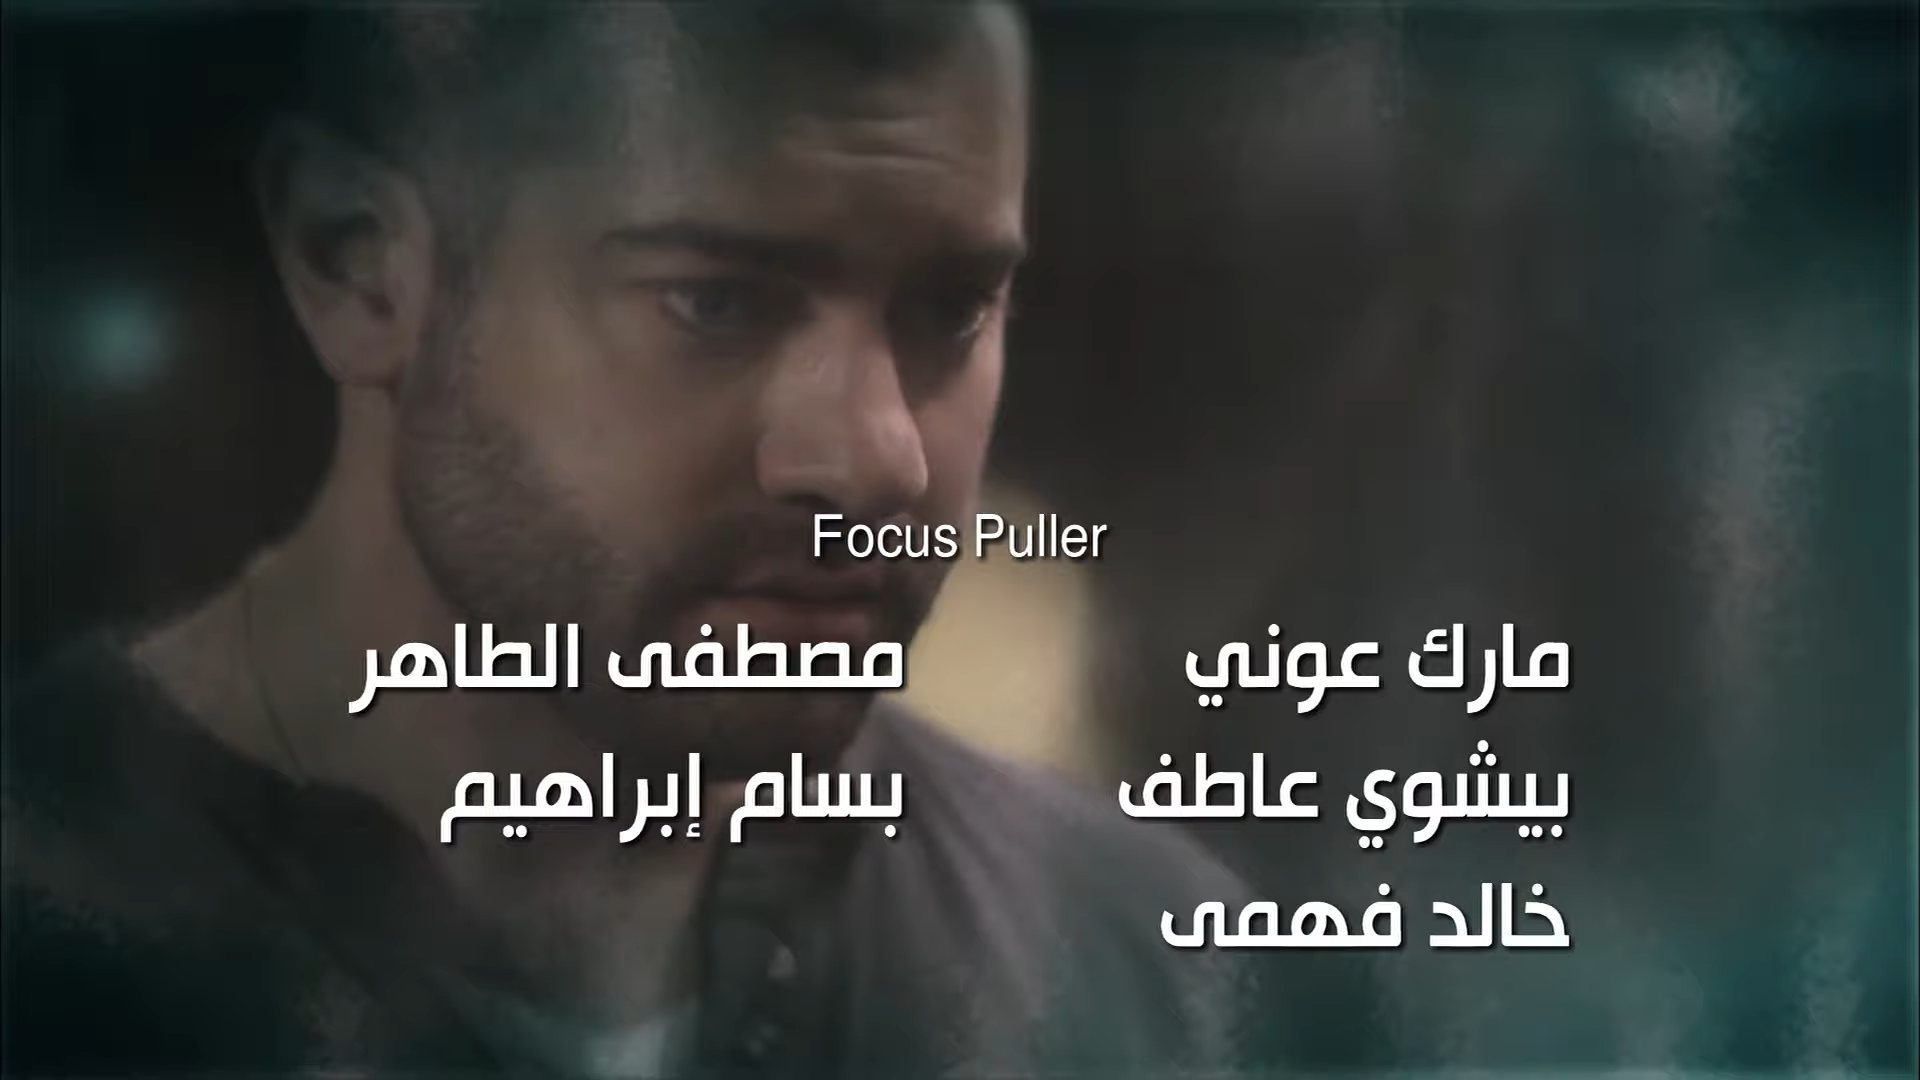 Focus Puller
مارك عوني
مصطفى الطاهر
بيشوي عاطف
بسام إبراهيم
خالد فهمى